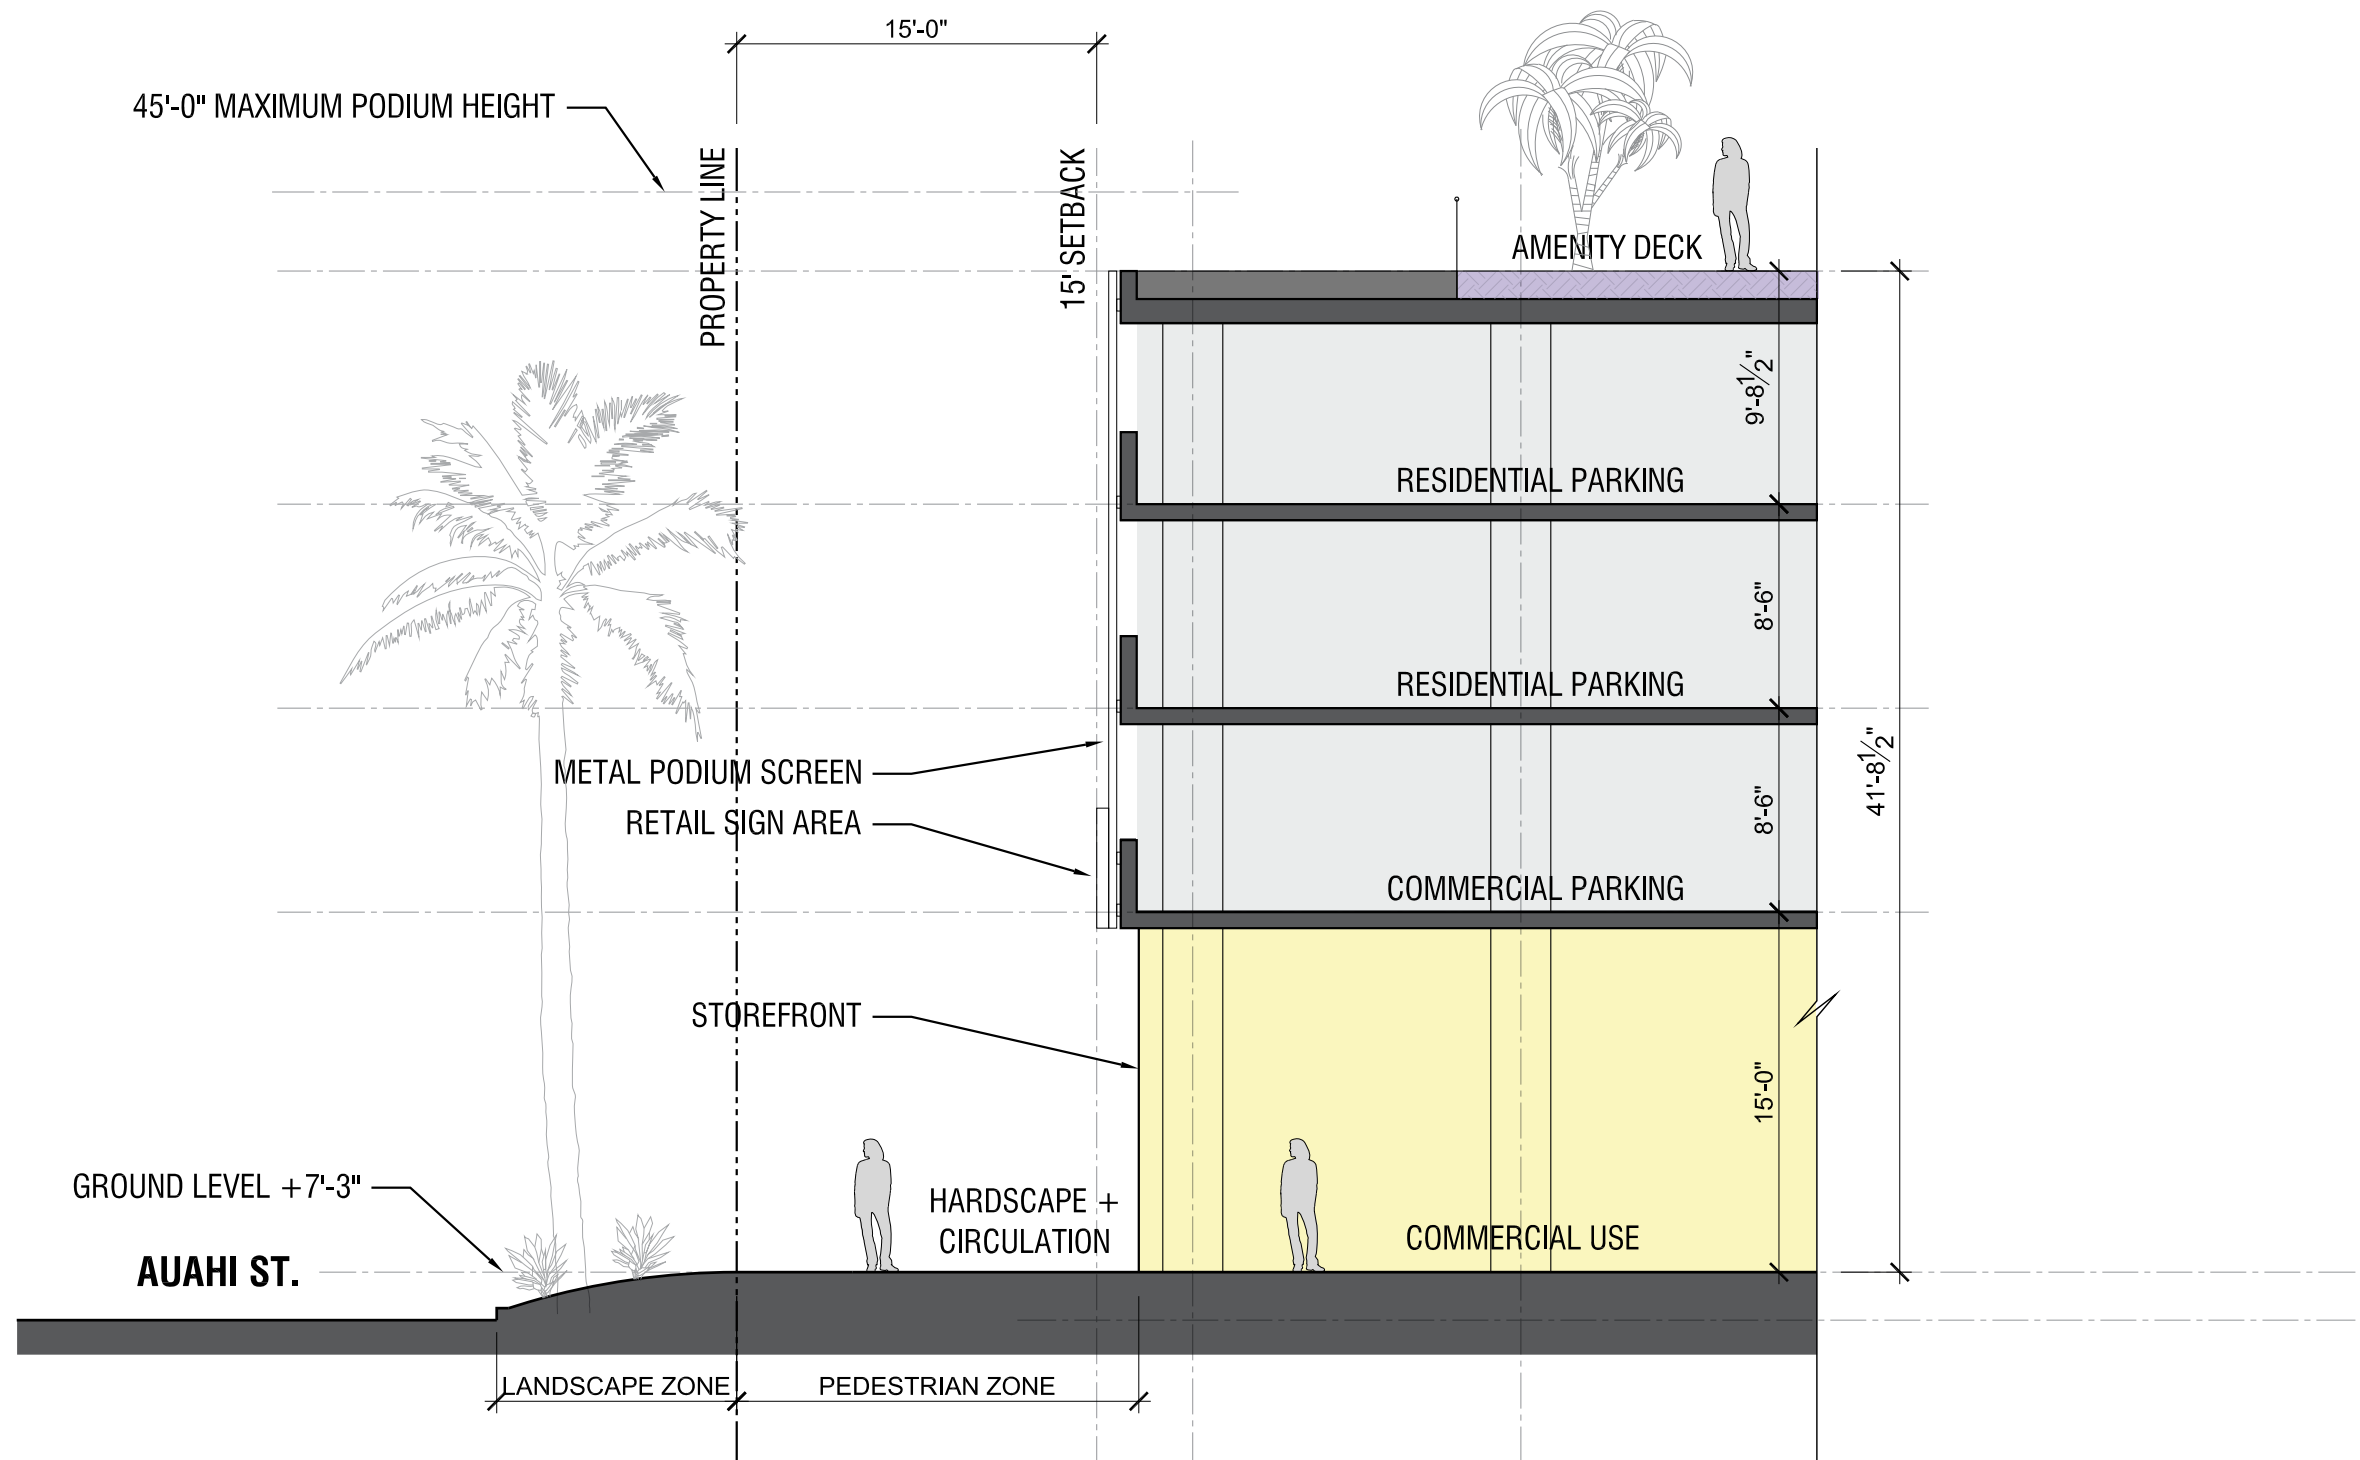 15'-0"
45'-0" MAXIMUM PODIUM HEIGHT
PROPERTY LINE
15' SETBACK
AMENITY DECK
9'-8½"
RESIDENTIAL PARKING
8'-6"
RESIDENTIAL PARKING
41'-8½"
METAL PODIUM SCREEN
8'-6"
RETAIL SIGN AREA
COMMERCIAL PARKING
STOREFRONT
15'-0"
GROUND LEVEL +7'-3"
HARDSCAPE +
CIRCULATION
COMMERCIAL USE
AUAHI ST.
LANDSCAPE ZONE
PEDESTRIAN ZONE